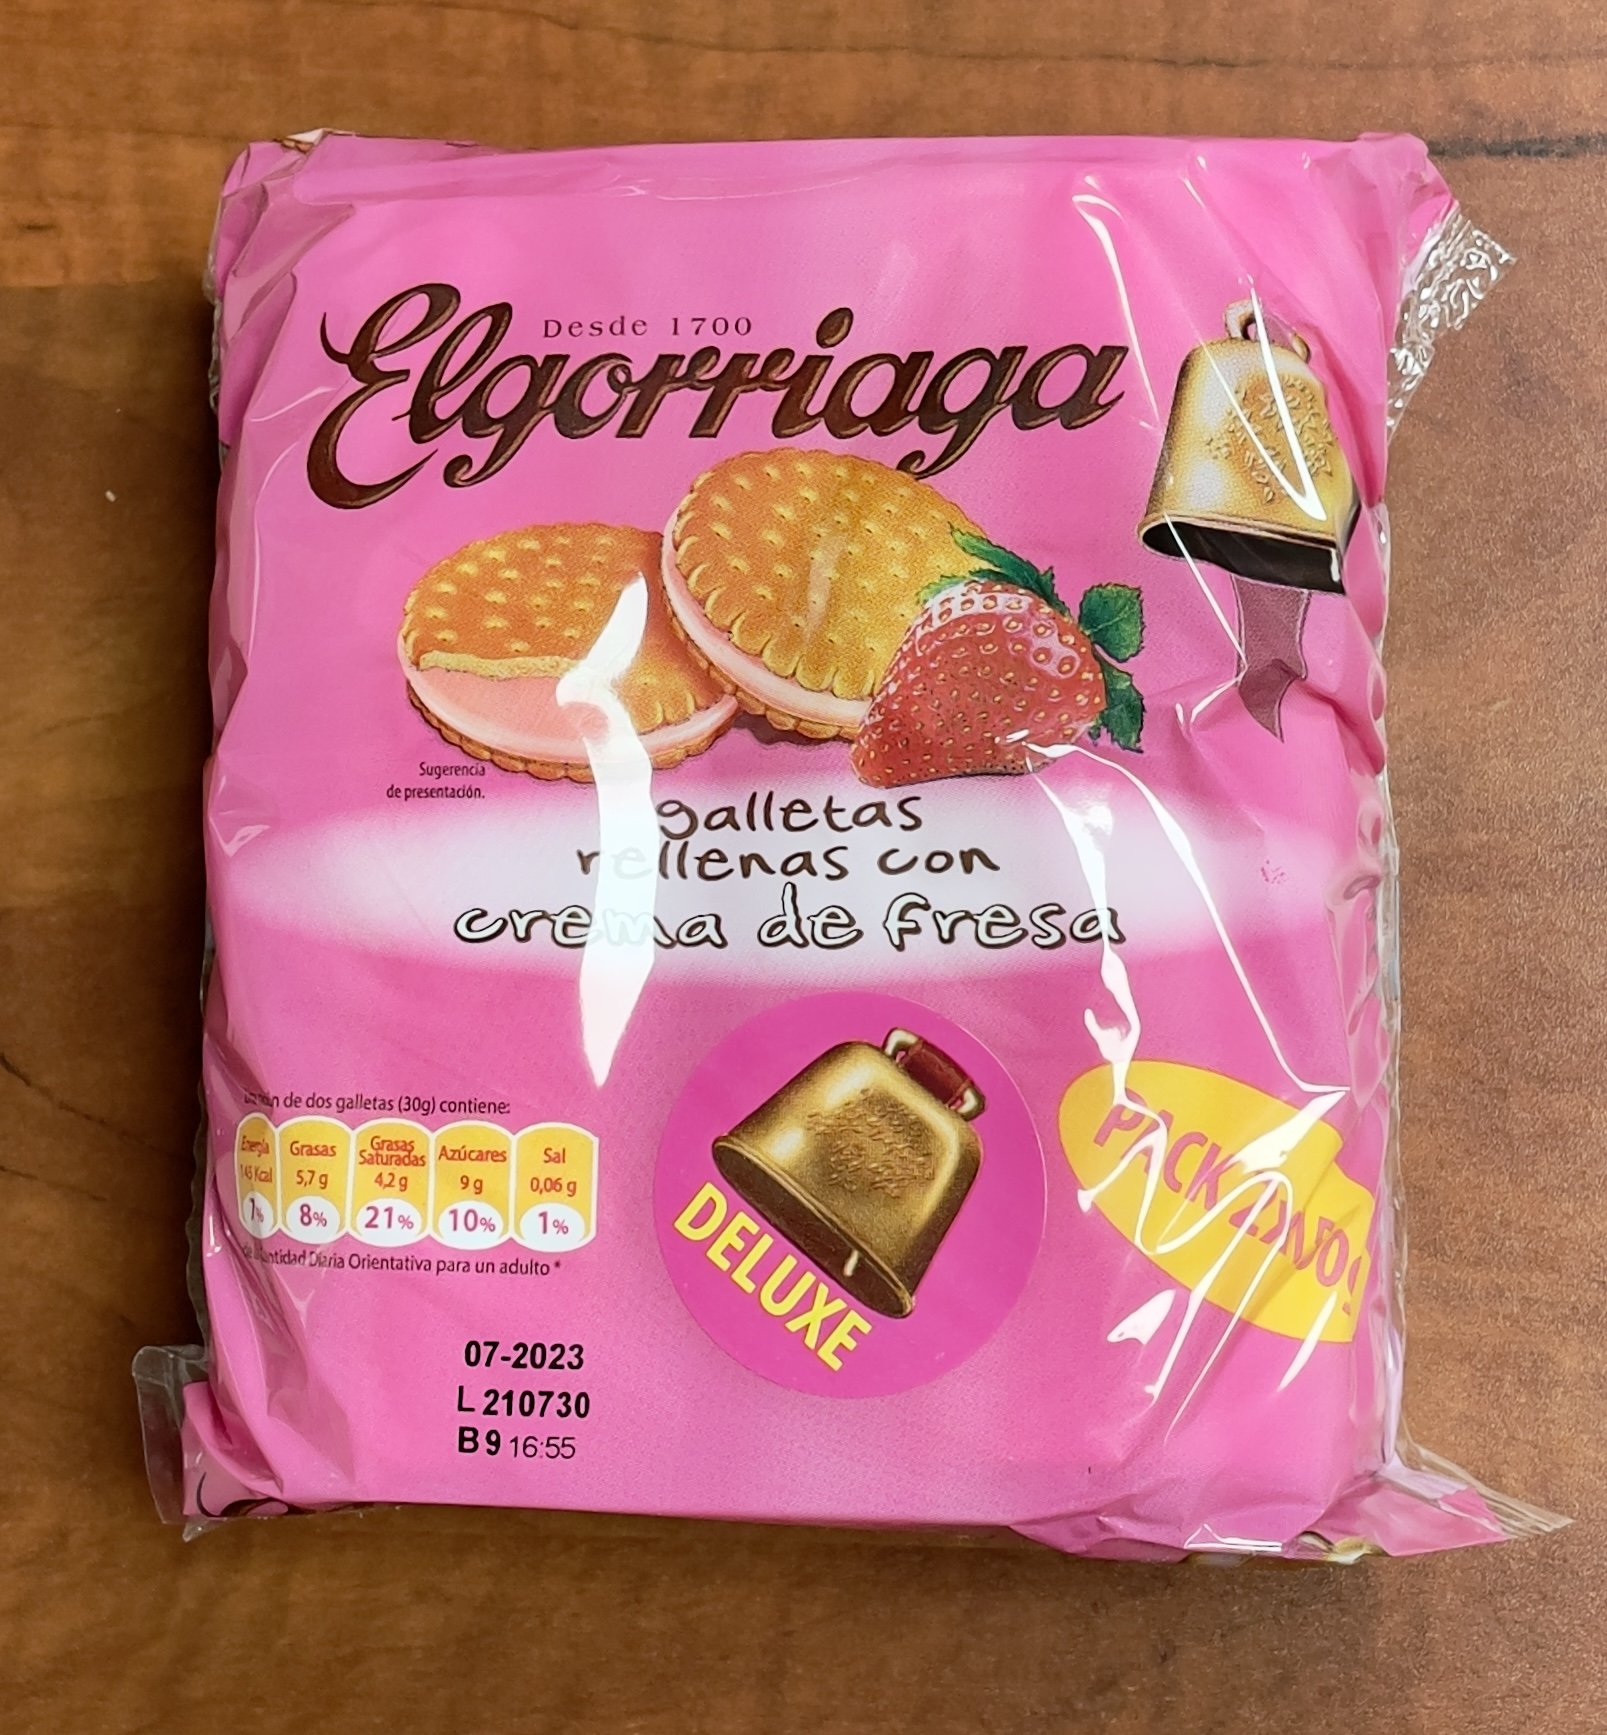 Desde 1700
Elgorriaga
Sugerencia
de presentación.
galletas
rellenas con
crema de fresa
de dos galletas (30g) contiene:
Energía
145 Kcal
7%
Grasas
5,7 g
8%
Grasas
Saturadas
4,2 g
21%
Azúcares
9 g
10%
Sal
0,06 g
1%
Diaria Orientativa para un adulto*
DELUXE
PACK
07-2023
L 210730
B 9 16:55